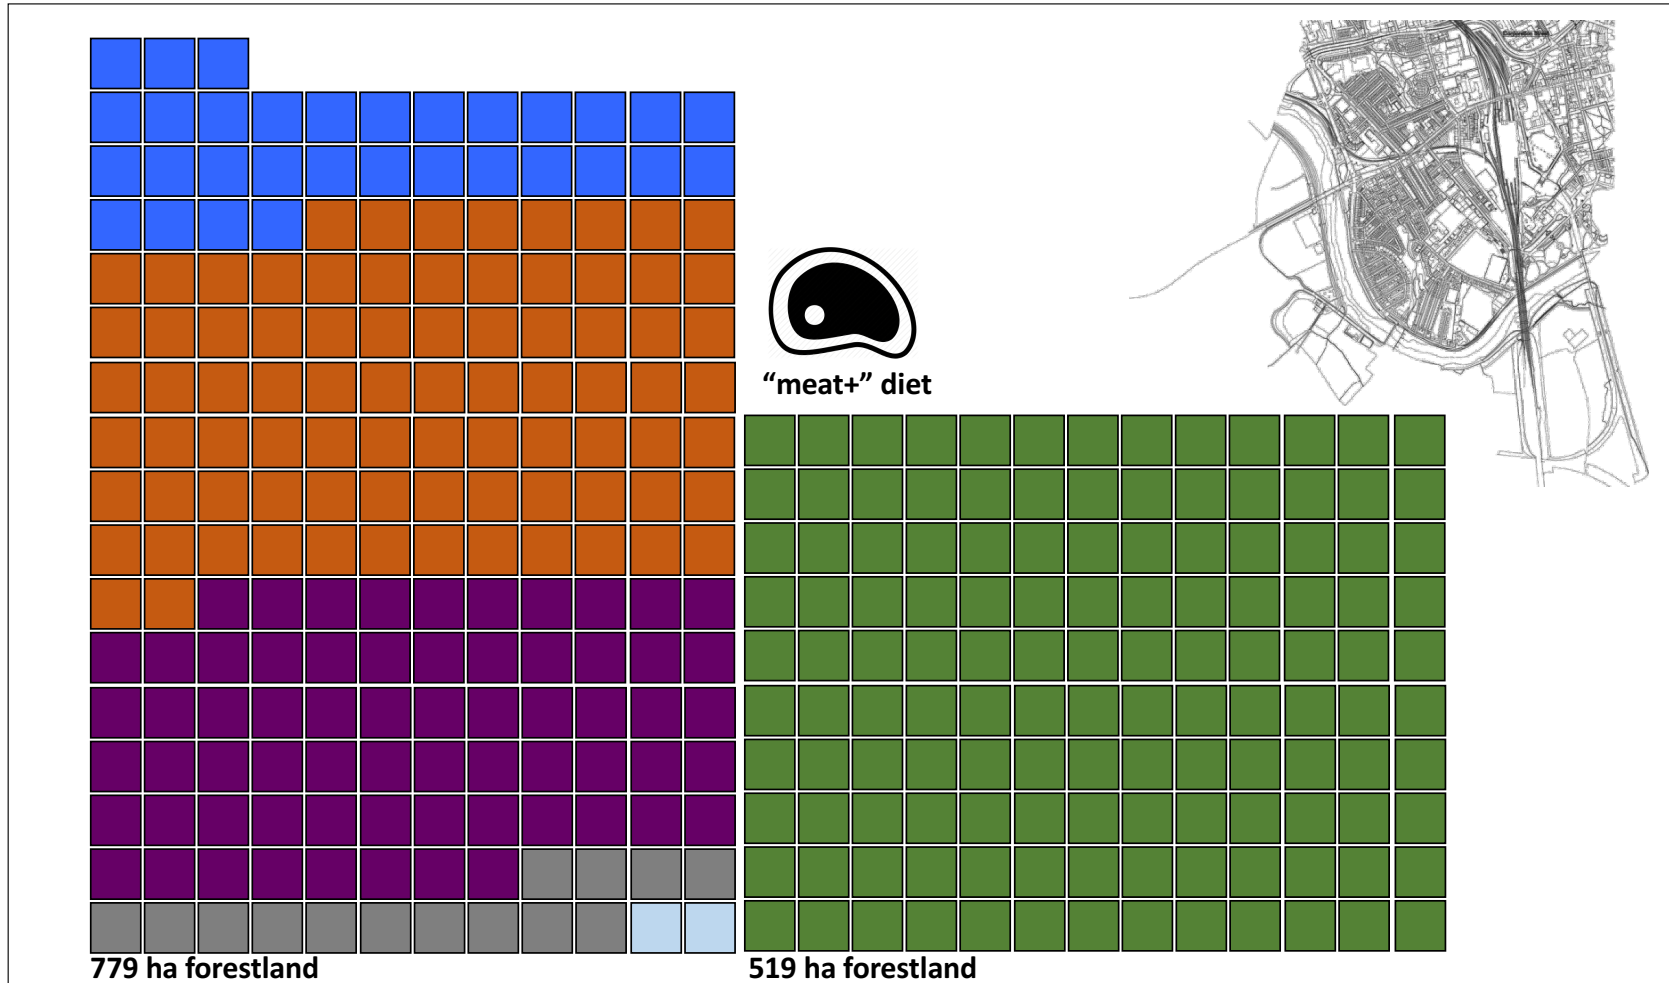 “meat+” diet
779 ha forestland
519 ha forestland